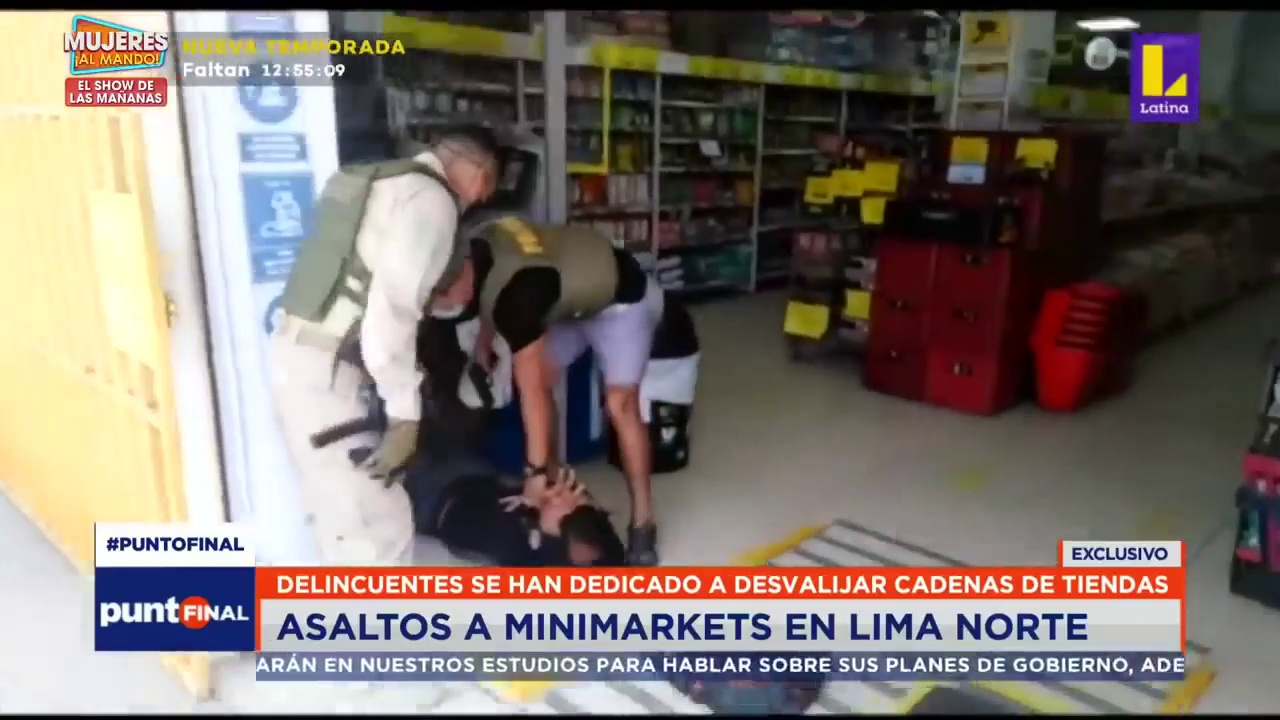 MUJERES
¡AL MANDO!
EL SHOW DE
LAS MAÑANAS
NUEVA TEMPORADA
Faltan 12:55:09
Latina
#PUNTOFINAL
EXCLUSIVO
DELINCUENTES SE HAN DEDICADO A DESVALIJAR CADENAS DE TIENDAS
punto FINAL
ASALTOS A MINIMARKETS EN LIMA NORTE
ARÁN EN NUESTROS ESTUDIOS PARA HABLAR SOBRE SUS PLANES DE GOBIERNO, ADE